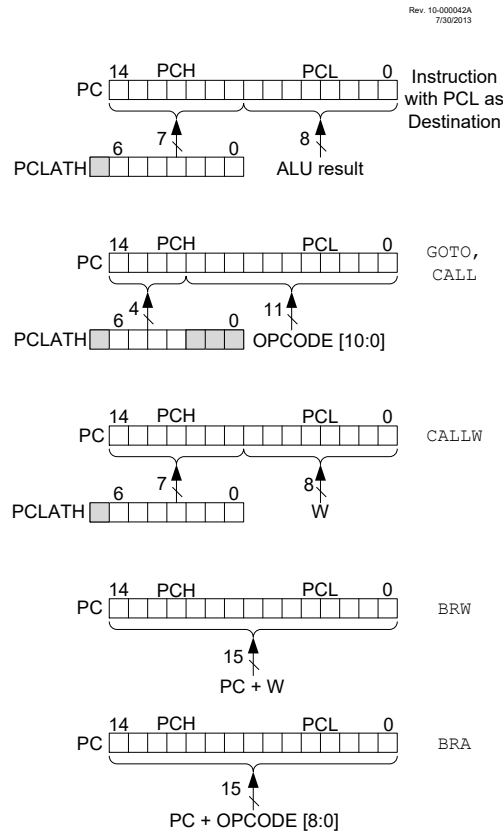 Rev. 10-000042A
7/30/2013
14 PCH PCL 0
PC
Instruction
with PCL as
Destination
7 8
6 0
PCLATH
ALU result
14 PCH PCL 0
PC
GOTO,
CALL
4 11
6 0
PCLATH
OPCODE [10:0]
14 PCH PCL 0
PC
CALLW
7 8
6 0
PCLATH
W
14 PCH PCL 0
PC
BRW
15
PC + W
14 PCH PCL 0
PC
BRA
15
PC + OPCODE [8:0]